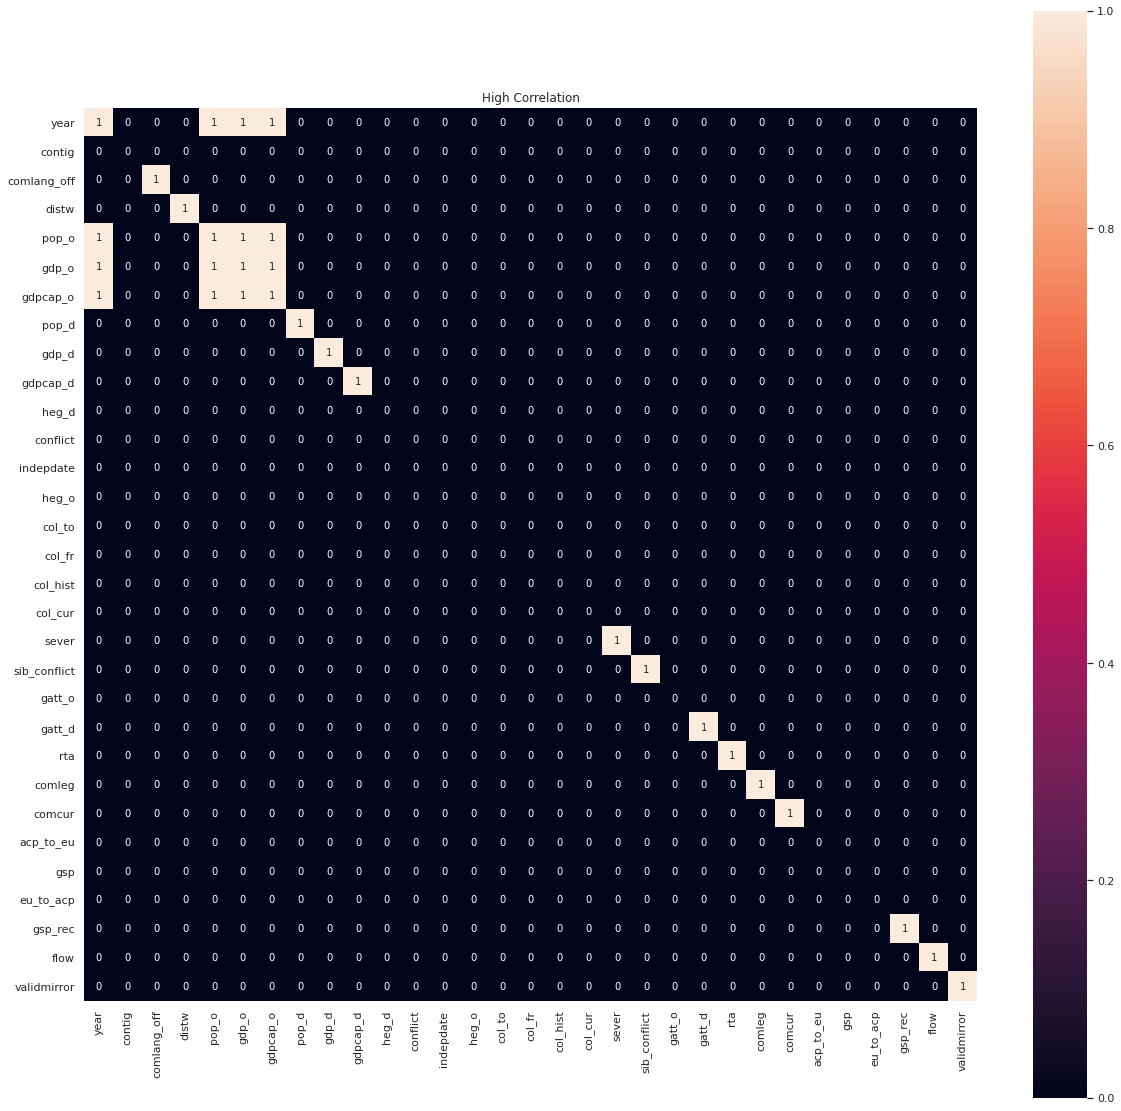 High Correlation
year 1 0 0 0 1 1 1 0 0 0 0 0 0 0 0 0 0 0 0 0 0 0 0 0 0 0 0 0 0 0 0
contig 0 0 0 0 0 0 0 0 0 0 0 0 0 0 0 0 0 0 0 0 0 0 0 0 0 0 0 0 0 0 0
comlang_off 0 0 1 0 0 0 0 0 0 0 0 0 0 0 0 0 0 0 0 0 0 0 0 0 0 0 0 0 0 0 0
distw 0 0 0 1 0 0 0 0 0 0 0 0 0 0 0 0 0 0 0 0 0 0 0 0 0 0 0 0 0 0 0
pop_o 1 0 0 0 1 1 1 0 0 0 0 0 0 0 0 0 0 0 0 0 0 0 0 0 0 0 0 0 0 0 0
gdp_o 1 0 0 0 1 1 1 0 0 0 0 0 0 0 0 0 0 0 0 0 0 0 0 0 0 0 0 0 0 0 0
gdpcap_o 1 0 0 0 1 1 1 0 0 0 0 0 0 0 0 0 0 0 0 0 0 0 0 0 0 0 0 0 0 0 0
pop_d 0 0 0 0 0 0 0 1 0 0 0 0 0 0 0 0 0 0 0 0 0 0 0 0 0 0 0 0 0 0 0
gdp_d 0 0 0 0 0 0 0 0 1 0 0 0 0 0 0 0 0 0 0 0 0 0 0 0 0 0 0 0 0 0 0
gdpcap_d 0 0 0 0 0 0 0 0 0 1 0 0 0 0 0 0 0 0 0 0 0 0 0 0 0 0 0 0 0 0 0
heg_d 0 0 0 0 0 0 0 0 0 0 0 0 0 0 0 0 0 0 0 0 0 0 0 0 0 0 0 0 0 0 0
conflict 0 0 0 0 0 0 0 0 0 0 0 0 0 0 0 0 0 0 0 0 0 0 0 0 0 0 0 0 0 0 0
indepdate 0 0 0 0 0 0 0 0 0 0 0 0 0 0 0 0 0 0 0 0 0 0 0 0 0 0 0 0 0 0 0
heg_o 0 0 0 0 0 0 0 0 0 0 0 0 0 0 0 0 0 0 0 0 0 0 0 0 0 0 0 0 0 0 0
col_to 0 0 0 0 0 0 0 0 0 0 0 0 0 0 0 0 0 0 0 0 0 0 0 0 0 0 0 0 0 0 0
col_fr 0 0 0 0 0 0 0 0 0 0 0 0 0 0 0 0 0 0 0 0 0 0 0 0 0 0 0 0 0 0 0
col_hist 0 0 0 0 0 0 0 0 0 0 0 0 0 0 0 0 0 0 0 0 0 0 0 0 0 0 0 0 0 0 0
col_cur 0 0 0 0 0 0 0 0 0 0 0 0 0 0 0 0 0 0 0 0 0 0 0 0 0 0 0 0 0 0 0
sever 0 0 0 0 0 0 0 0 0 0 0 0 0 0 0 0 0 0 1 0 0 0 0 0 0 0 0 0 0 0 0
sib_conflict 0 0 0 0 0 0 0 0 0 0 0 0 0 0 0 0 0 0 0 1 0 0 0 0 0 0 0 0 0 0 0
gatt_o 0 0 0 0 0 0 0 0 0 0 0 0 0 0 0 0 0 0 0 0 0 0 0 0 0 0 0 0 0 0 0
gatt_d 0 0 0 0 0 0 0 0 0 0 0 0 0 0 0 0 0 0 0 0 0 1 0 0 0 0 0 0 0 0 0
rta 0 0 0 0 0 0 0 0 0 0 0 0 0 0 0 0 0 0 0 0 0 0 1 0 0 0 0 0 0 0 0
comleg 0 0 0 0 0 0 0 0 0 0 0 0 0 0 0 0 0 0 0 0 0 0 0 1 0 0 0 0 0 0 0
comcur 0 0 0 0 0 0 0 0 0 0 0 0 0 0 0 0 0 0 0 0 0 0 0 0 1 0 0 0 0 0 0
acp_to_eu 0 0 0 0 0 0 0 0 0 0 0 0 0 0 0 0 0 0 0 0 0 0 0 0 0 0 0 0 0 0 0
gsp 0 0 0 0 0 0 0 0 0 0 0 0 0 0 0 0 0 0 0 0 0 0 0 0 0 0 0 0 0 0 0
eu_to_acp 0 0 0 0 0 0 0 0 0 0 0 0 0 0 0 0 0 0 0 0 0 0 0 0 0 0 0 0 0 0 0
gsp_rec 0 0 0 0 0 0 0 0 0 0 0 0 0 0 0 0 0 0 0 0 0 0 0 0 0 0 0 0 1 0 0
flow 0 0 0 0 0 0 0 0 0 0 0 0 0 0 0 0 0 0 0 0 0 0 0 0 0 0 0 0 0 1 0
validmirror 0 0 0 0 0 0 0 0 0 0 0 0 0 0 0 0 0 0 0 0 0 0 0 0 0 0 0 0 0 0 1
year
contig
comlang_off
distw
pop_o
gdp_o
gdpcap_o
pop_d
gdp_d
gdpcap_d
heg_d
conflict
indepdate
heg_o
col_to
col_fr
col_hist
col_cur
sever
sib_conflict
gatt_o
gatt_d
rta
comleg
comcur
acp_to_eu
gsp
eu_to_acp
gsp_rec
flow
validmirror
1.0
0.8
0.6
0.4
0.2
0.0